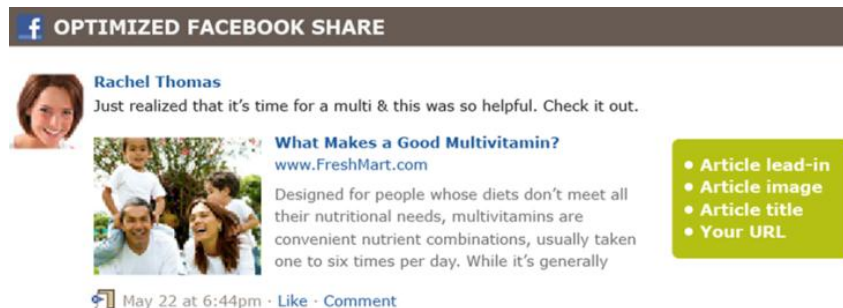 f OPTIMIZED FACEBOOK SHARE
Rachel Thomas
Just realized that it's time for a multi & this was so helpful. Check it out.
What Makes a Good Multivitamin?
www.FreshMart.com
Designed for people whose diets don't meet all
their nutritional needs, multivitamins are
convenient nutrient combinations, usually taken
one to six times per day. While it's generally
• Article lead-in
• Article image
• Article title
• Your URL
May 22 at 6:44pm · Like · Comment